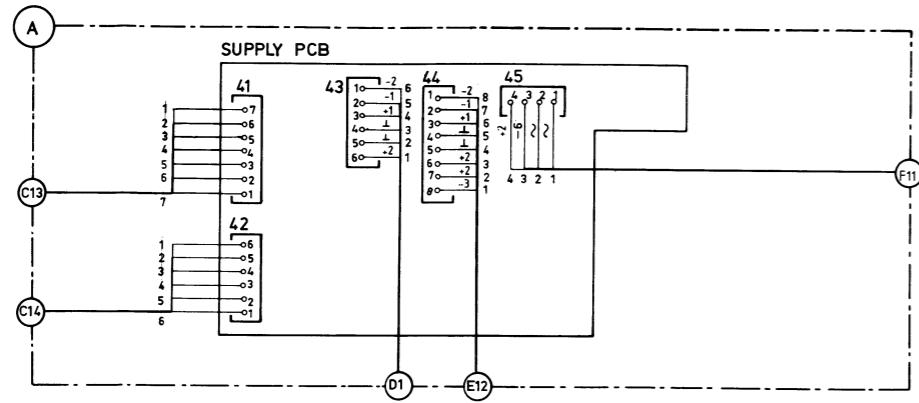 A
SUPPLY PCB
41
1 7
2 6
3 5
4 4
5 3
6 2
7 1
C13
42
1 6
2 5
3 4
4 3
5 2
6 1
C14
43
1 -2 6
2 -1 5
3 +1 4
4 ⊥ 3
5 ⊥ 2
6 +2 1
D1
44
1 -2 8
2 -1 7
3 +1 6
4 ⊥ 5
5 ⊥ 4
6 +2 3
7 +2 2
8 -3 1
E12
45
4 3 2 1
+2 -6 ~ ~
4 3 2 1
F11